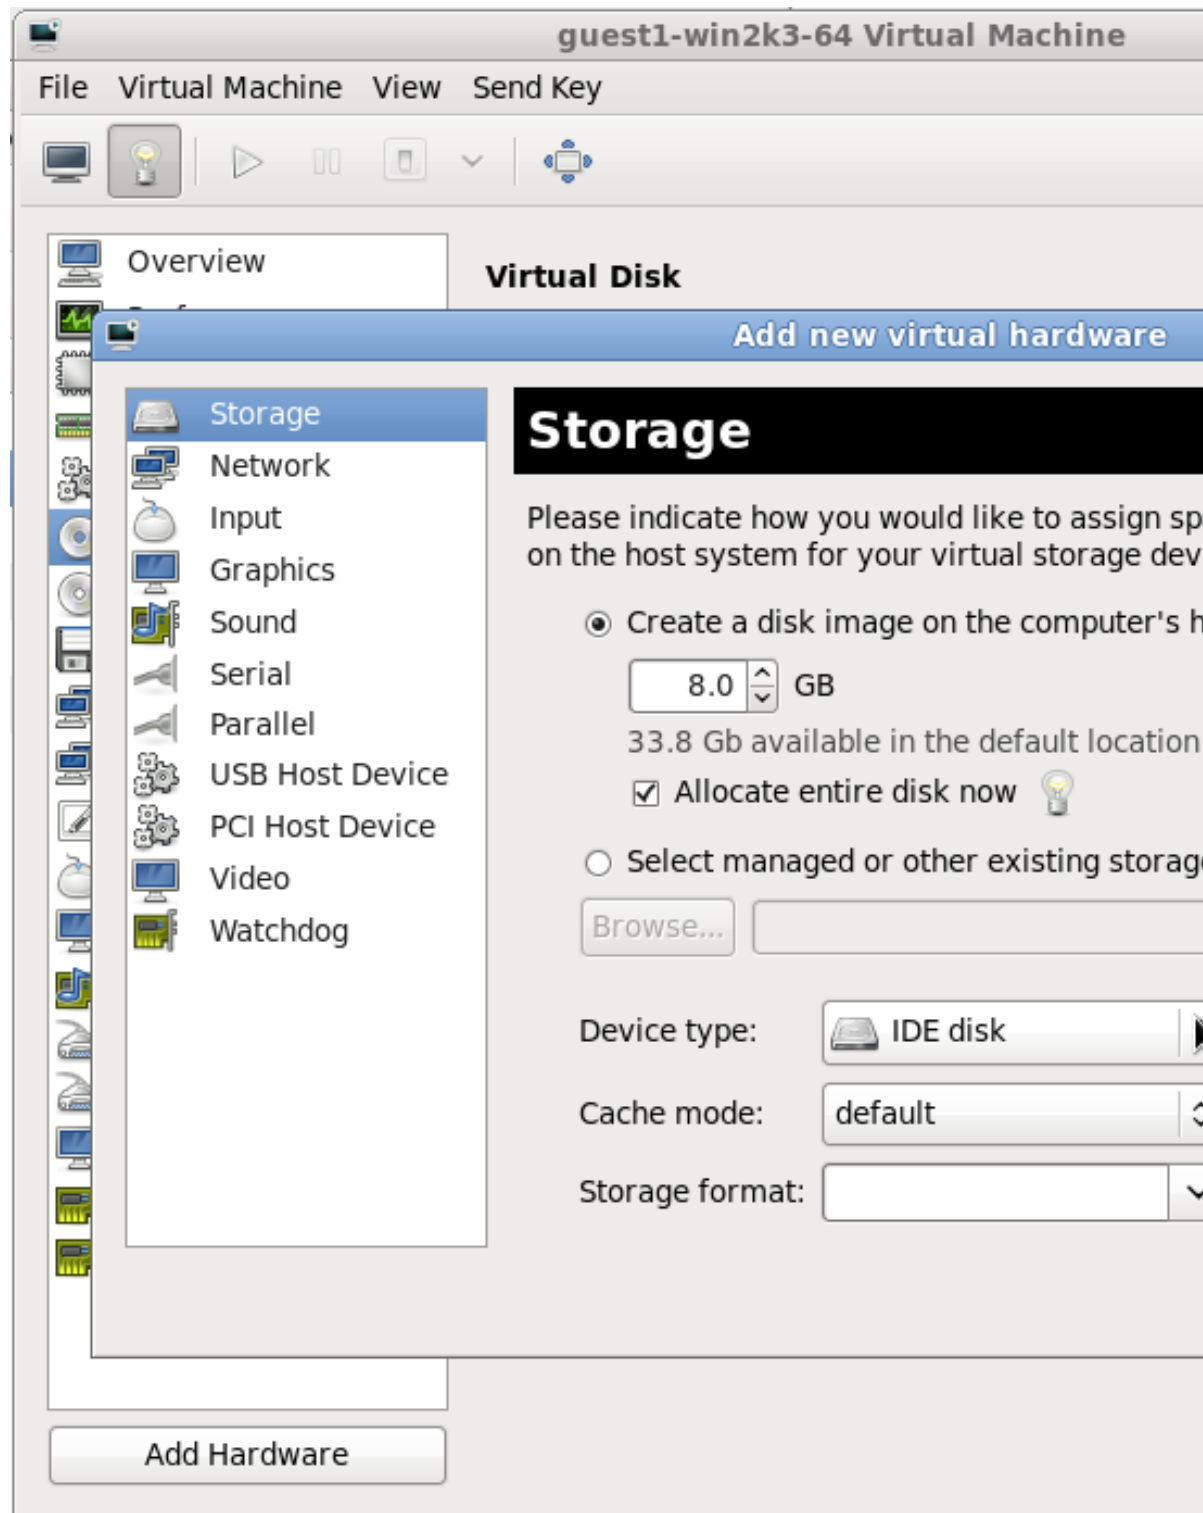 guest1-win2k3-64 Virtual Machine
File Virtual Machine View Send Key
Overview
Virtual Disk
Add new virtual hardware
Storage
Network
Input
Graphics
Sound
Serial
Parallel
USB Host Device
PCI Host Device
Video
Watchdog
Storage
Please indicate how you would like to assign sp
on the host system for your virtual storage dev
Create a disk image on the computer's h
8.0 GB
33.8 Gb available in the default location
Allocate entire disk now
Select managed or other existing storag
Browse...
Device type: IDE disk
Cache mode: default
Storage format:
Add Hardware